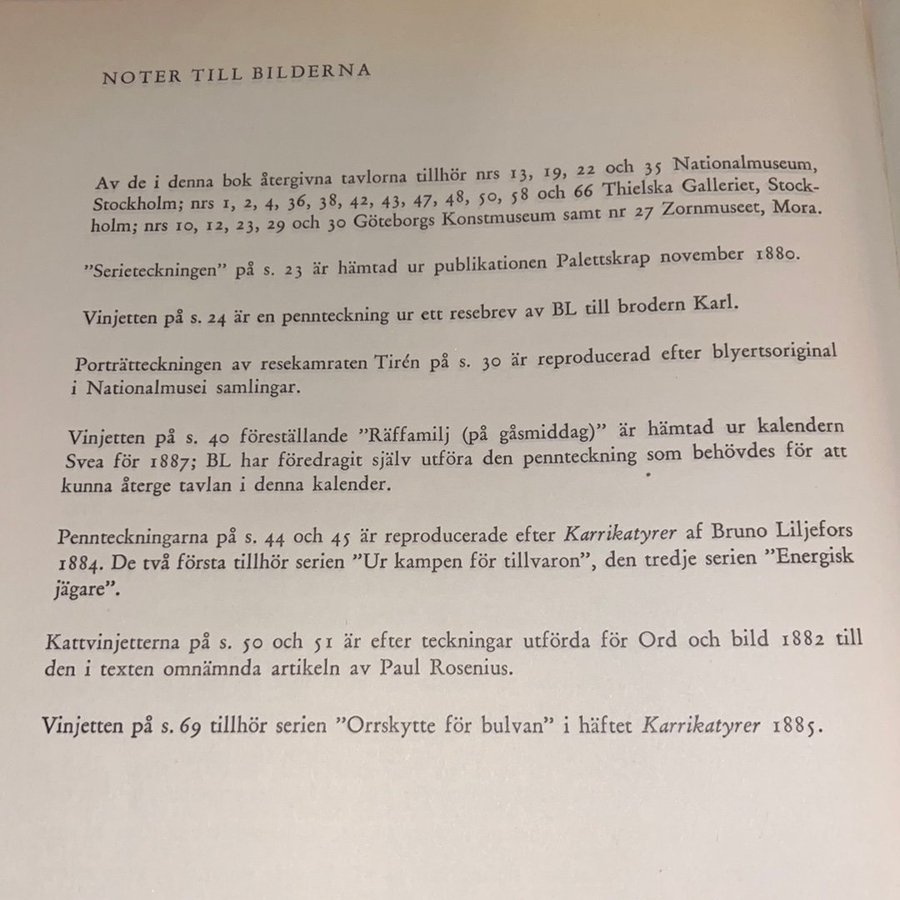 NOTER TILL BILDERNA
Av de i denna bok återgivna tavlorna tillhör nrs 13, 19, 22 och 35 Nationalmuseum,
Stockholm; nrs 1, 2, 4, 36, 38, 42, 43, 47, 48, 50, 58 och 66 Thielska Galleriet, Stock-
holm; nrs 10, 12, 23, 29 och 30 Göteborgs Konstmuseum samt nr 27 Zornmuseet, Mora.
"Serieteckningen" på s. 23 är hämtad ur publikationen Palettskrap november 1880.
Vinjetten på s. 24 är en pennteckning ur ett resebrev av BL till brodern Karl.
Porträtteckningen av resekamraten Tirén på s. 30 är reproducerad efter blyertsoriginal
i Nationalmusei samlingar.
Vinjetten på s. 40 föreställande "Räffamilj (på gåsmiddag)" är hämtad ur kalendern
Svea för 1887; BL har föredragit själv utföra den pennteckning som behövdes för att
kunna återge tavlan i denna kalender.
Pennteckningarna på s. 44 och 45 är reproducerade efter Karrikatyrer af Bruno Liljefors
1884. De två första tillhör serien "Ur kampen för tillvaron", den tredje serien "Energisk
jägare".
Kattvinjetterna på s. 50 och 51 är efter teckningar utförda för Ord och bild 1882 till
den i texten omnämnda artikeln av Paul Rosenius.
Vinjetten på s. 69 tillhör serien "Orrskytte för bulvan" i häftet Karrikatyrer 1885.